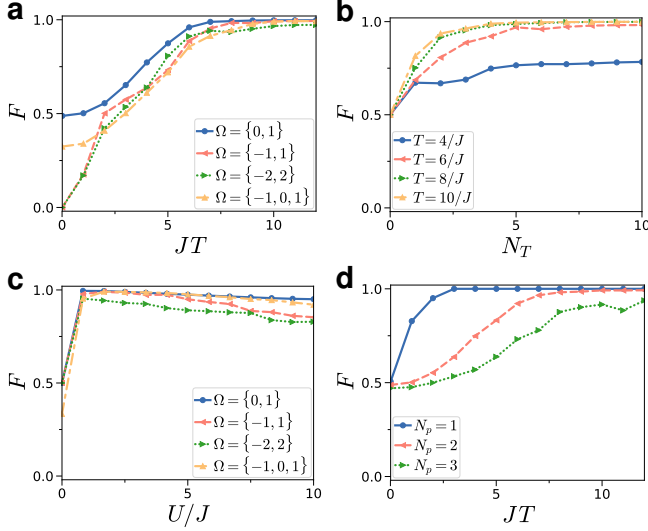 a
F
1.0
0.5
0.0
0
5
10
JT
Ω = {0, 1}
Ω = {−1, 1}
Ω = {−2, 2}
Ω = {−1, 0, 1}
b
F
1.0
0.5
0.0
0
5
10
N_T
T = 4/J
T = 6/J
T = 8/J
T = 10/J
c
F
1.0
0.5
0.0
0
5
10
U/J
Ω = {0, 1}
Ω = {−1, 1}
Ω = {−2, 2}
Ω = {−1, 0, 1}
d
F
1.0
0.5
0.0
0
5
10
JT
N_p = 1
N_p = 2
N_p = 3